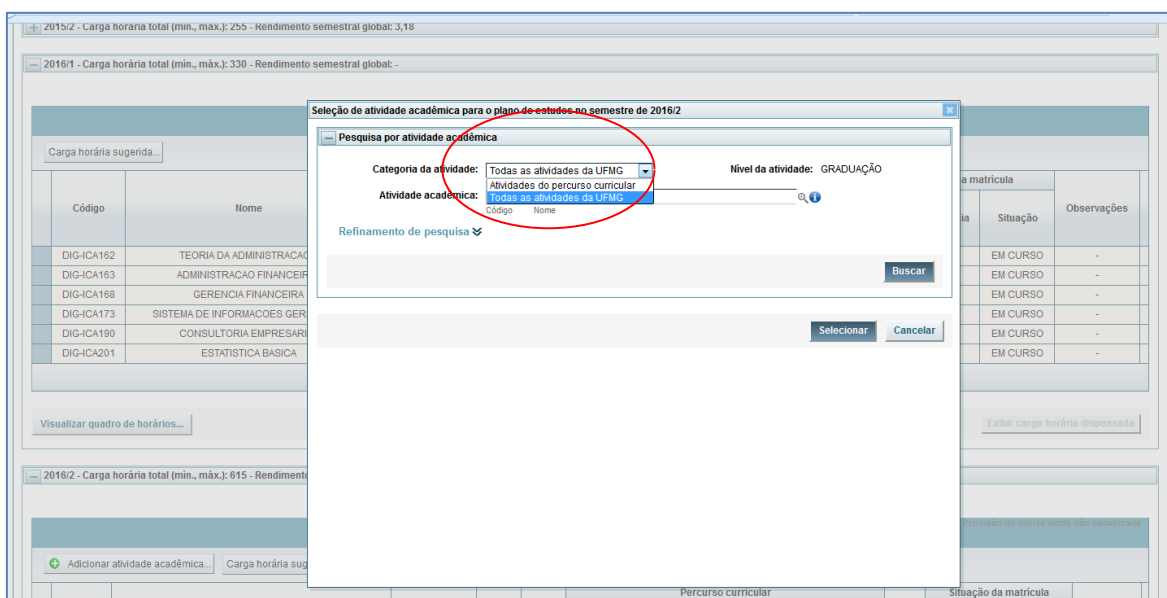 2015/2 - Carga horária total (mín., máx.): 255 - Rendimento semestral global: 3,18
2016/1 - Carga horária total (mín., máx.): 330 - Rendimento semestral global: -
Seleção de atividade acadêmica para o plano de estudos no semestre de 2016/2
Pesquisa por atividade acadêmica
Carga horária sugerida...
Categoria da atividade: Todas as atividades da UFMG Nível da atividade: GRADUAÇÃO
Atividades do percurso curricular
Todas as atividades da UFMG
Atividade acadêmica:
Código Nome
Refinamento de pesquisa
Buscar
Selecionar Cancelar
a matrícula
Código Nome ia Situação Observações
DIG-ICA162 TEORIA DA ADMINISTRACAO EM CURSO -
DIG-ICA163 ADMINISTRACAO FINANCEIR EM CURSO -
DIG-ICA168 GERENCIA FINANCEIRA EM CURSO -
DIG-ICA173 SISTEMA DE INFORMACOES GER EM CURSO -
DIG-ICA190 CONSULTORIA EMPRESARI EM CURSO -
DIG-ICA201 ESTATISTICA BASICA EM CURSO -
Visualizar quadro de horários... Exibir carga horária dispensada
2016/2 - Carga horária total (mín., máx.): 615 - Rendimento
Previsão de oferta ainda não cadastrada
Adicionar atividade acadêmica... Carga horária sug
Percurso curricular Situação da matrícula